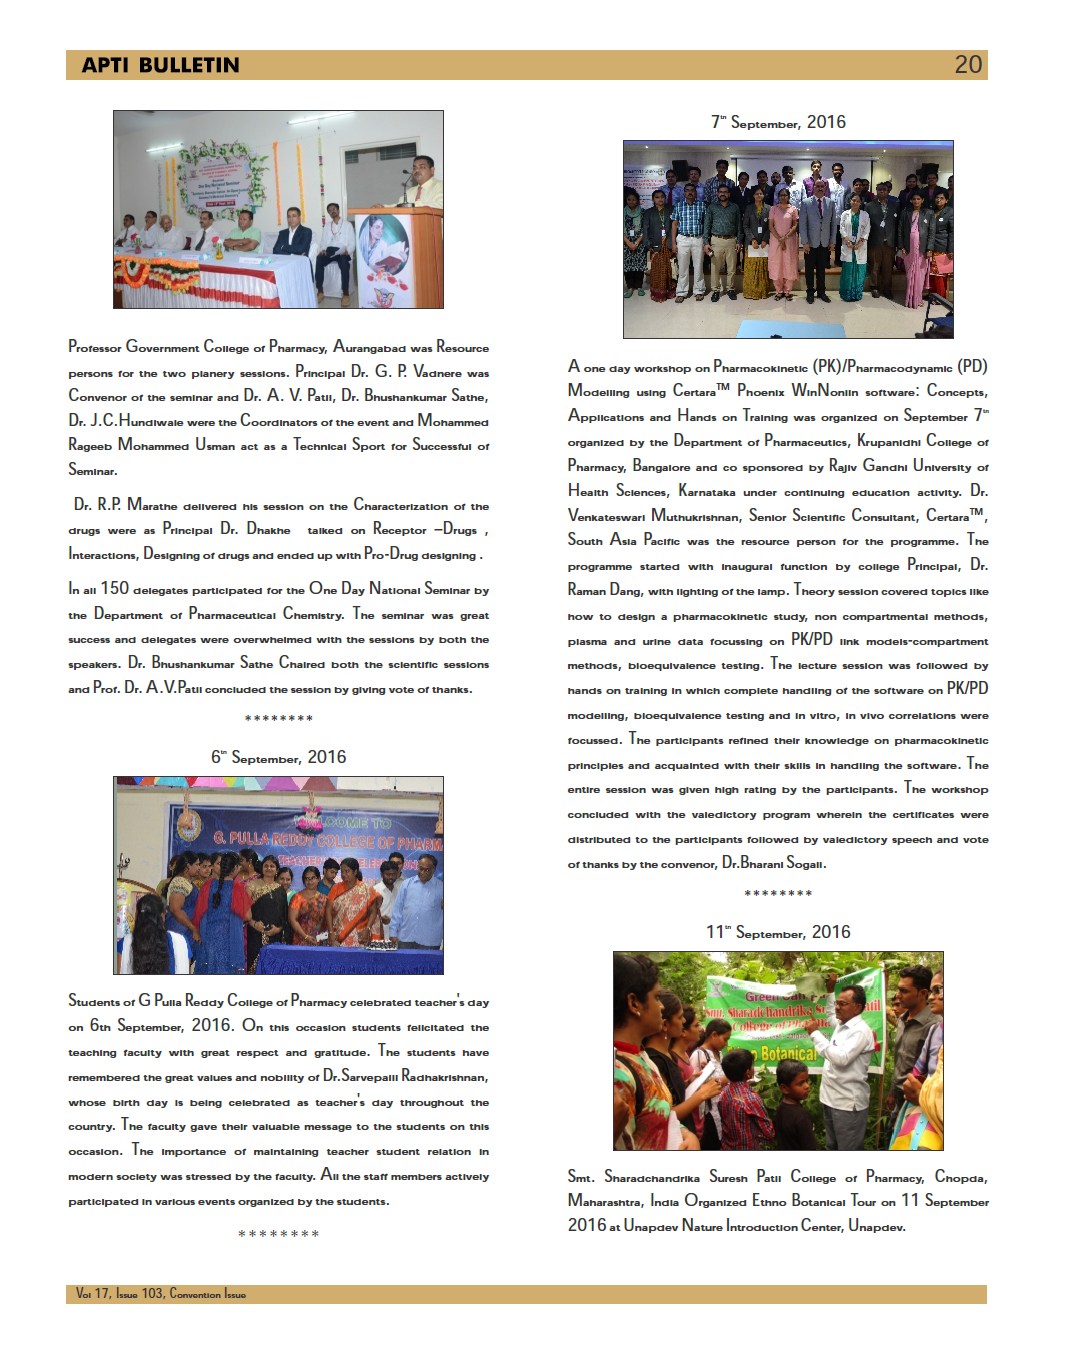 APTI BULLETIN
20
Professor Government College of Pharmacy, Aurangabad was Resource
persons for the two planery sessions. Principal Dr. G. P. Vadnere was
Convenor of the seminar and Dr. A. V. Patil, Dr. Bhushankumar Sathe,
Dr. J.C.Hundiwale were the Coordinators of the event and Mohammed
Rageeb Mohammed Usman act as a Technical Sport for Successful of
Seminar.
Dr. R.P. Marathe delivered his session on the Characterization of the
drugs were as Principal Dr. Dhakhe talked on Receptor –Drugs ,
Interactions, Designing of drugs and ended up with Pro-Drug designing .
In all 150 delegates participated for the One Day National Seminar by
the Department of Pharmaceutical Chemistry. The seminar was great
success and delegates were overwhelmed with the sessions by both the
speakers. Dr. Bhushankumar Sathe Chaired both the scientific sessions
and Prof. Dr. A.V.Patil concluded the session by giving vote of thanks.
********
6th September, 2016
WELCOME TO
G. PULLA REDDY COLLEGE OF PHARM
Students of G Pulla Reddy College of Pharmacy celebrated teacher's day
on 6th September, 2016. On this occasion students felicitated the
teaching faculty with great respect and gratitude. The students have
remembered the great values and nobility of Dr.Sarvepalli Radhakrishnan,
whose birth day is being celebrated as teacher's day throughout the
country. The faculty gave their valuable message to the students on this
occasion. The importance of maintaining teacher student relation in
modern society was stressed by the faculty. All the staff members actively
participated in various events organized by the students.
********
7th September, 2016
A one day workshop on Pharmacokinetic (PK)/Pharmacodynamic (PD)
Modelling using Certara™ Phoenix WinNonlin software: Concepts,
Applications and Hands on Training was organized on September 7th
organized by the Department of Pharmaceutics, Krupanidhi College of
Pharmacy, Bangalore and co sponsored by Rajiv Gandhi University of
Health Sciences, Karnataka under continuing education activity. Dr.
Venkateswari Muthukrishnan, Senior Scientific Consultant, Certara™,
South Asia Pacific was the resource person for the programme. The
programme started with inaugural function by college Principal, Dr.
Raman Dang, with lighting of the lamp. Theory session covered topics like
how to design a pharmacokinetic study, non compartmental methods,
plasma and urine data focussing on PK/PD link models-compartment
methods, bioequivalence testing. The lecture session was followed by
hands on training in which complete handling of the software on PK/PD
modelling, bioequivalence testing and in vitro, in vivo correlations were
focussed. The participants refined their knowledge on pharmacokinetic
principles and acquainted with their skills in handling the software. The
entire session was given high rating by the participants. The workshop
concluded with the valedictory program wherein the certificates were
distributed to the participants followed by valedictory speech and vote
of thanks by the convenor, Dr.Bharani Sogali.
********
11th September, 2016
Green
Smt. Sharadchandrika
College of Pharm
Botanical
Smt. Sharadchandrika Suresh Patil College of Pharmacy, Chopda,
Maharashtra, India Organized Ethno Botanical Tour on 11 September
2016 at Unapdev Nature Introduction Center, Unapdev.
Vol 17, Issue 103, Convention Issue